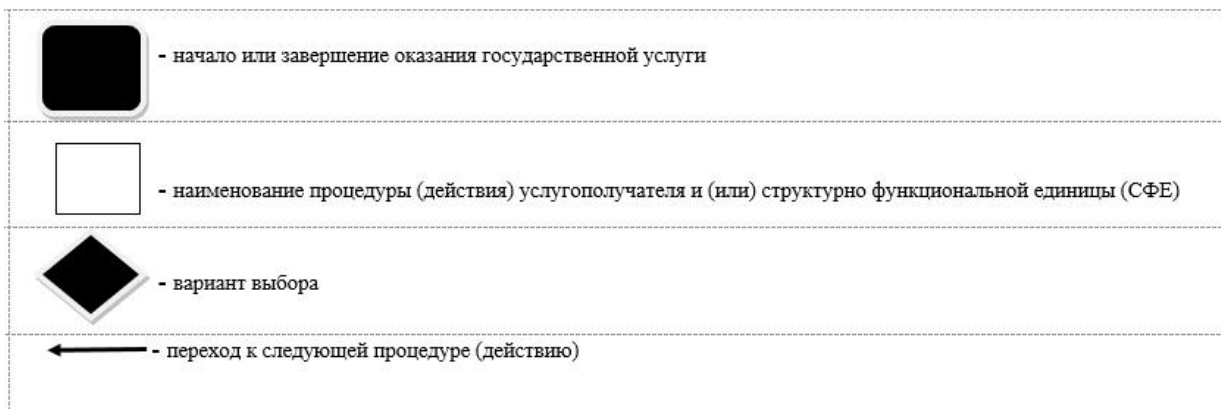 - начало или завершение оказания государственной услуги
- наименование процедуры (действия) услугополучателя и (или) структурно функциональной единицы (СФЕ)
- вариант выбора
- переход к следующей процедуре (действию)